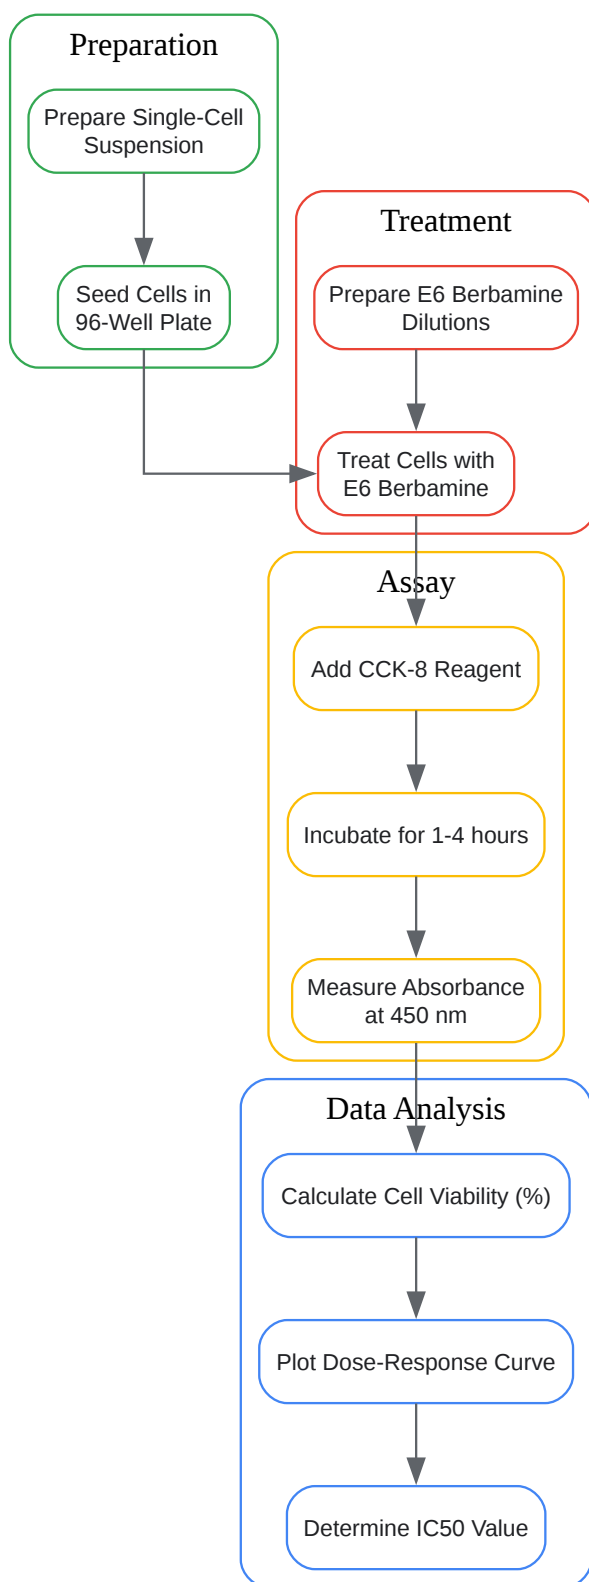 Preparation
Prepare Single-Cell
Suspension
Seed Cells in
96-Well Plate
Treatment
Prepare E6 Berbamine
Dilutions
Treat Cells with
E6 Berbamine
Assay
Add CCK-8 Reagent
Incubate for 1-4 hours
Measure Absorbance
at 450 nm
Data Analysis
Calculate Cell Viability (%)
Plot Dose-Response Curve
Determine IC50 Value